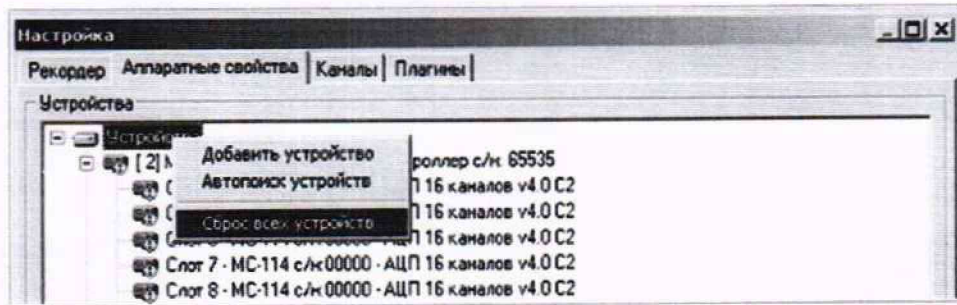 Настройка
Рекордер Аппаратные свойства Каналы Плагины
Устройства
Устройства
[ 2] М
Добавить устройство
роллер с/н: 65535
Автопоиск устройств
П 16 каналов v4.0 C2
П 16 каналов v4.0 C2
Сброс всех устройств
П 16 каналов v4.0 C2
Слот 7 - МС-114 с/н:00000 - АЦП 16 каналов v4.0 C2
Слот 8 - МС-114 с/н:00000 - АЦП 16 каналов v4.0 C2